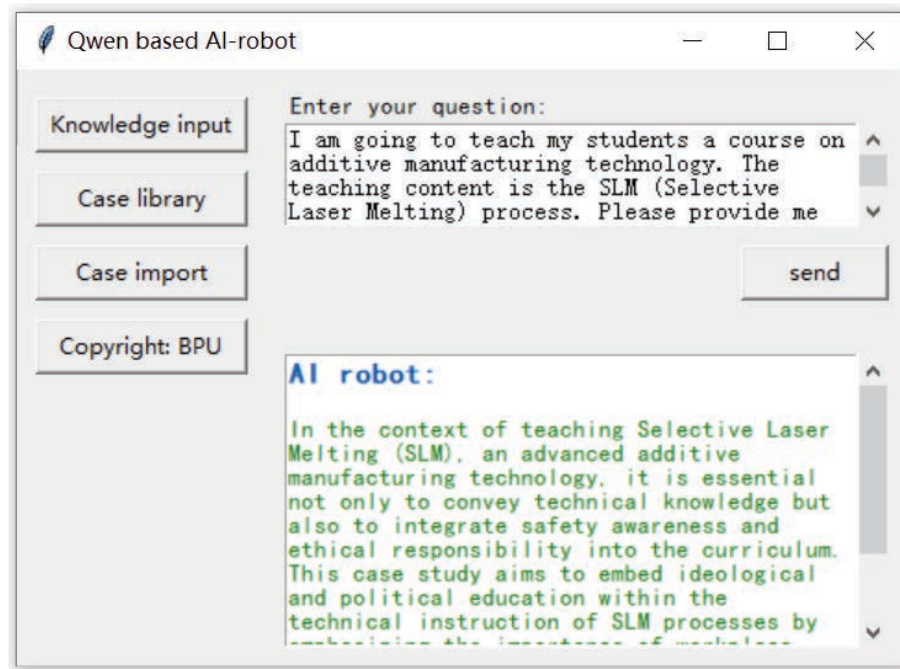 Qwen based AI-robot
Knowledge input
Case library
Case import
Copyright: BPU
Enter your question:
I am going to teach my students a course on
additive manufacturing technology. The
teaching content is the SLM (Selective
Laser Melting) process. Please provide me
send
AI robot:
In the context of teaching Selective Laser
Melting (SLM), an advanced additive
manufacturing technology, it is essential
not only to convey technical knowledge but
also to integrate safety awareness and
ethical responsibility into the curriculum.
This case study aims to embed ideological
and political education within the
technical instruction of SLM processes by